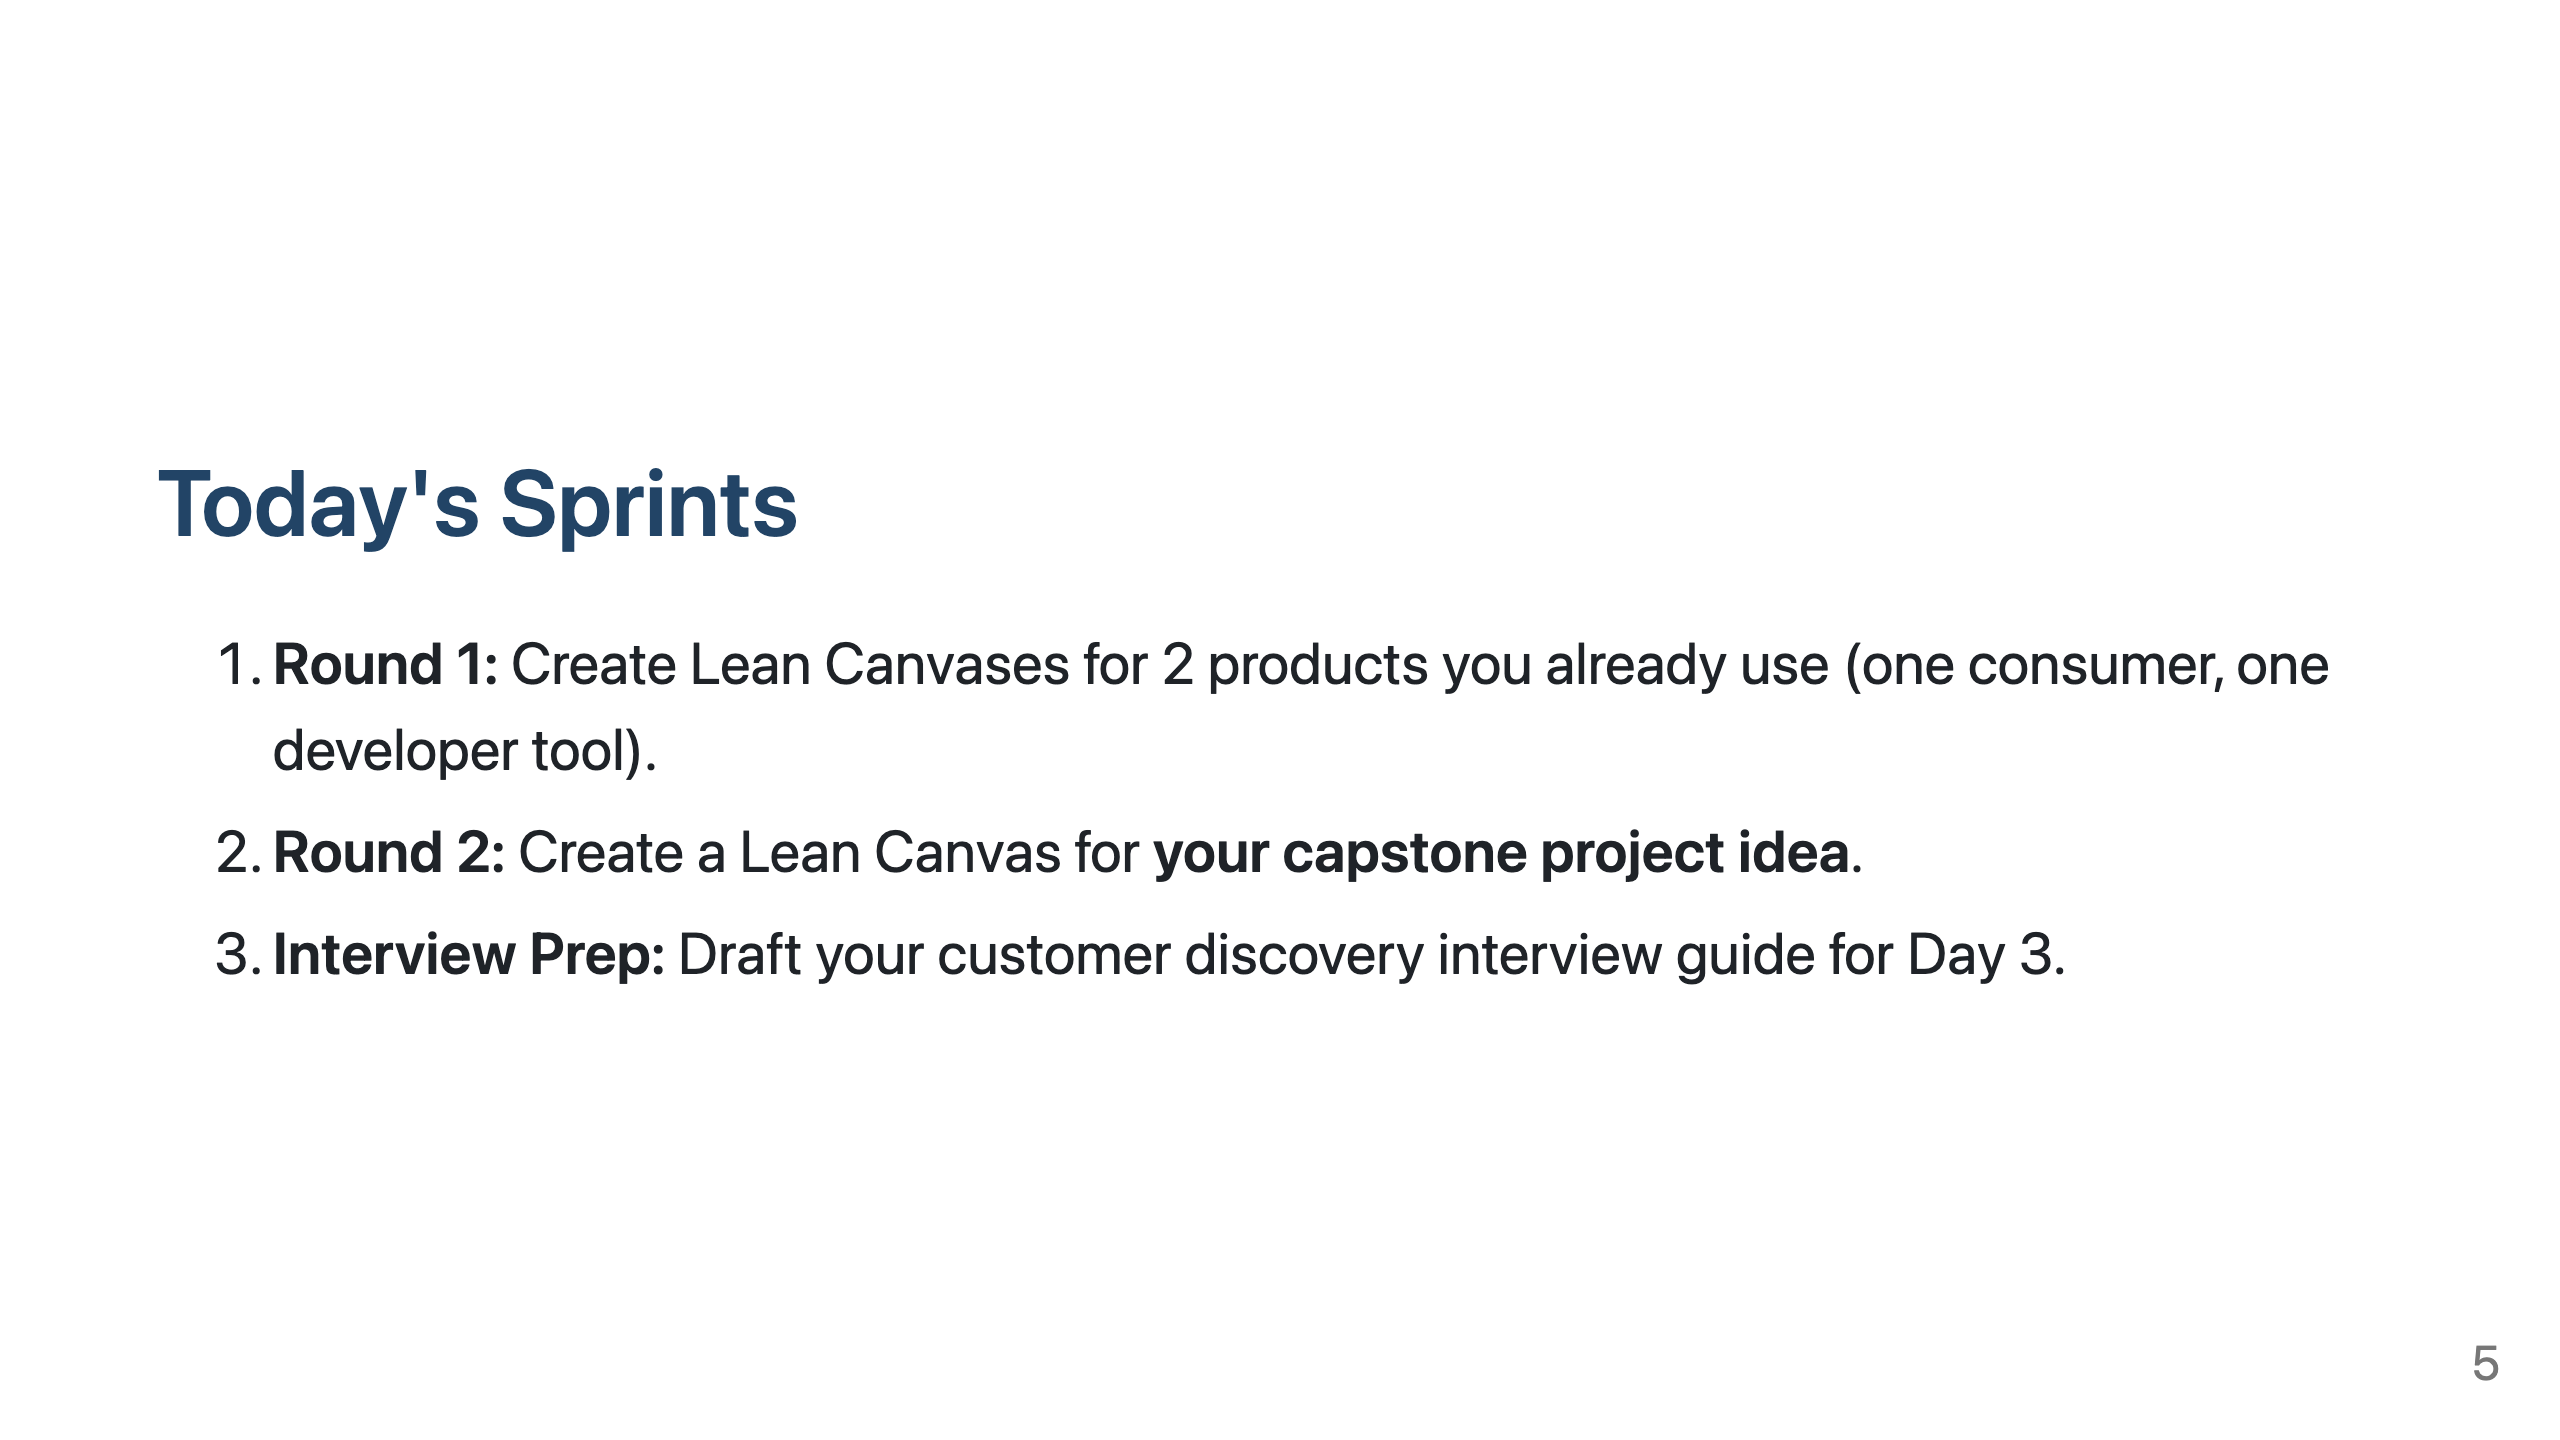 Today's Sprints
1. Round 1: Create Lean Canvases for 2 products you already use (one consumer, one
developer tool).
2. Round 2: Create a Lean Canvas for your capstone project idea.
3. Interview Prep: Draft your customer discovery interview guide for Day 3.
5